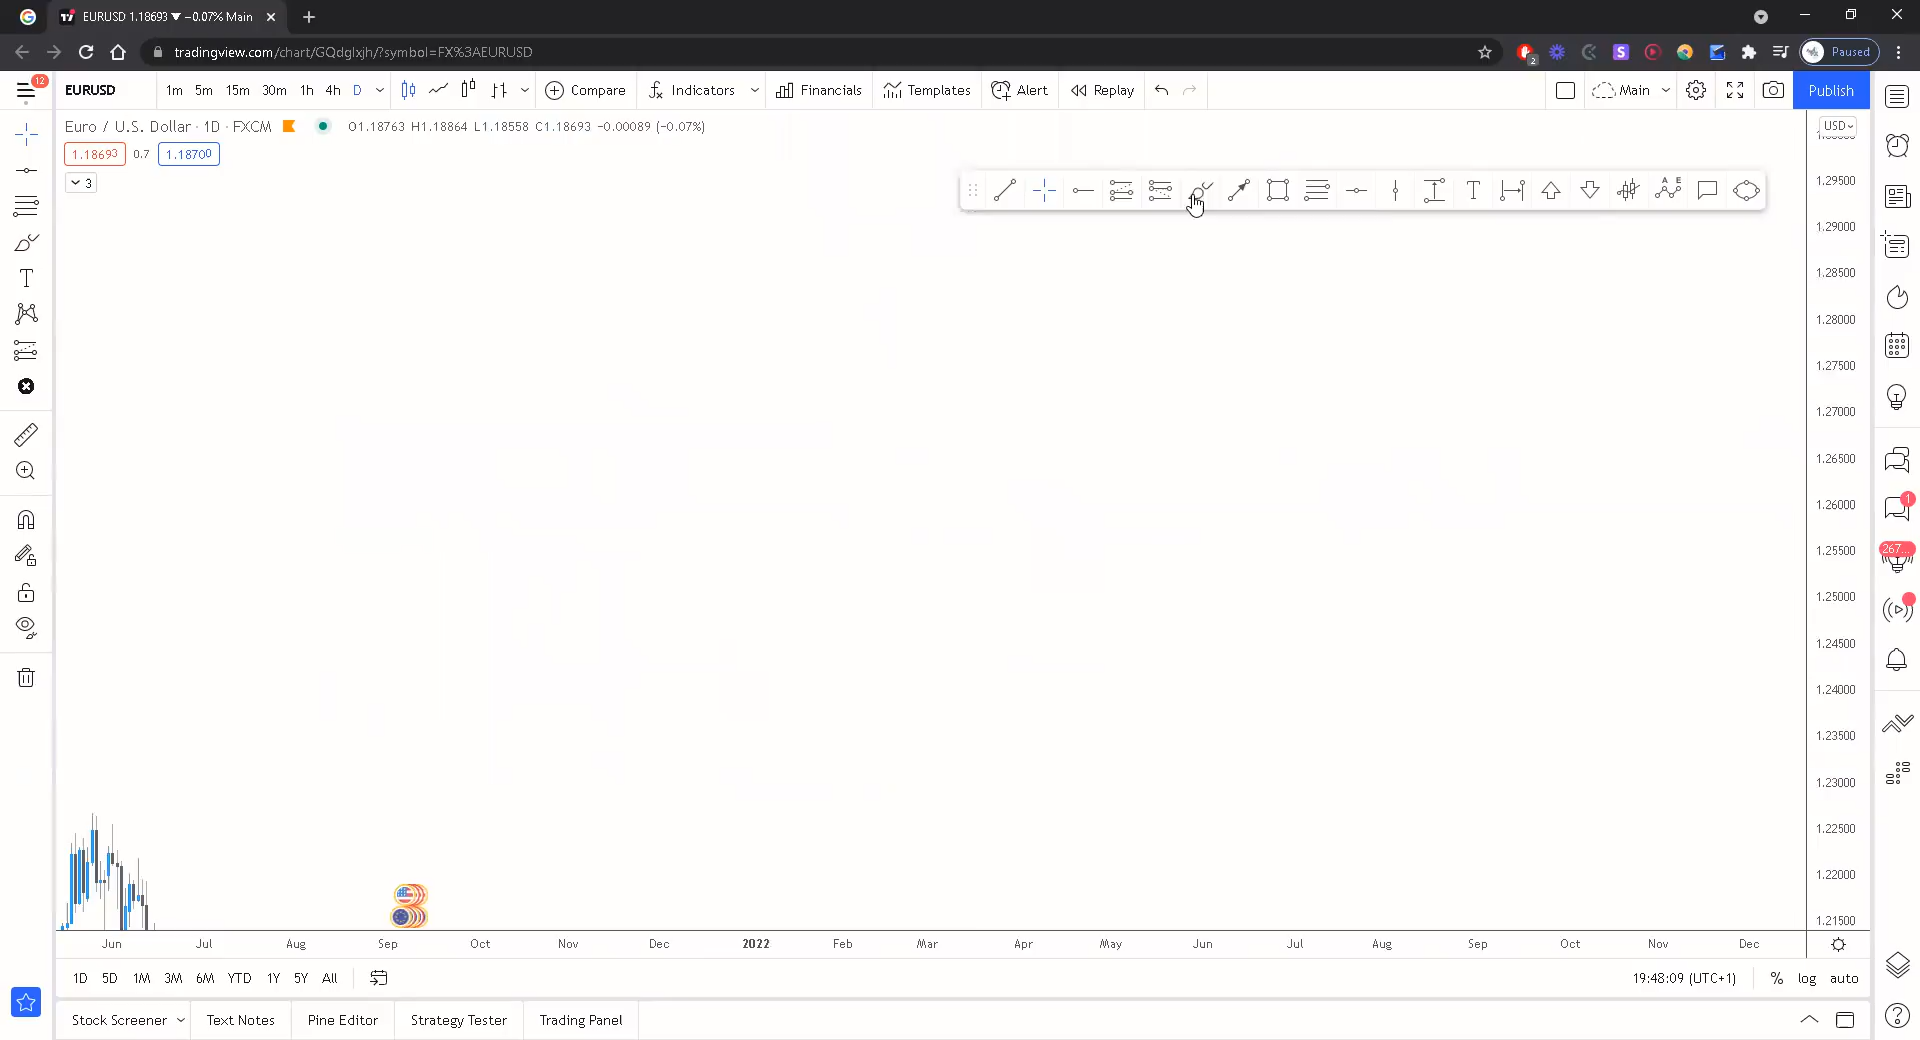 EURUSD 1.18693 ▼ −0.07% Main
tradingview.com/chart/GQdglxjh/?symbol=FX%3AEURUSD
2
Paused
12
EURUSD 1m 5m 15m 30m 1h 4h D Compare Indicators Financials Templates Alert Replay Main Publish
Euro / U.S. Dollar · 1D · FXCM O1.18763 H1.18864 L1.18558 C1.18693 −0.00089 (−0.07%)
USD
1.18693 0.7 1.18700
3
1.29500
1.29000
1.28500
1.28000
1.27500
1.27000
1.26500
1.26000
1.25500
1.25000
1.24500
1.24000
1.23500
1.23000
1.22500
1.22000
1.21500
T
T
A E
1
267...
Jun Jul Aug Sep Oct Nov Dec 2022 Feb Mar Apr May Jun Jul Aug Sep Oct Nov Dec
1D 5D 1M 3M 6M YTD 1Y 5Y All 19:48:09 (UTC+1) % log auto
Stock Screener Text Notes Pine Editor Strategy Tester Trading Panel